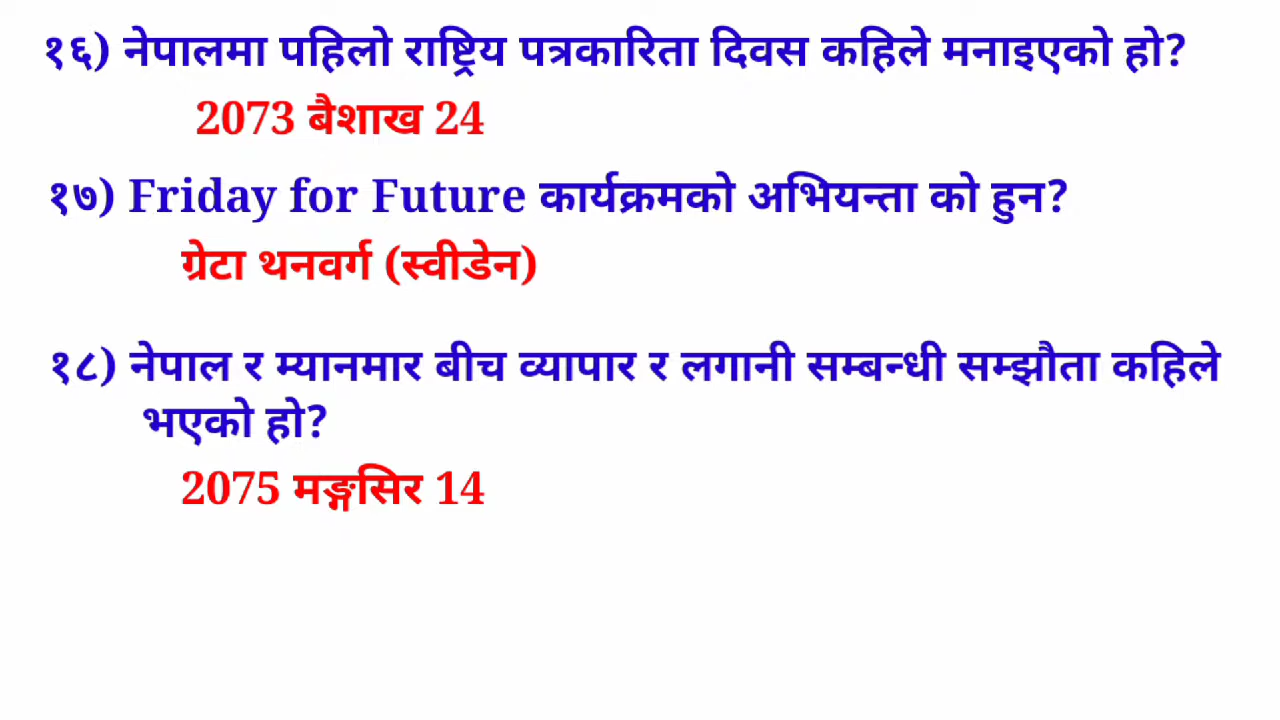 १६) नेपालमा पहिलो राष्ट्रिय पत्रकारिता दिवस कहिले मनाइएको हो?
2073 बैशाख 24
१७) Friday for Future कार्यक्रमको अभियन्ता को हुन?
ग्रेटा थनवर्ग (स्वीडेन)
१८) नेपाल र म्यानमार बीच व्यापार र लगानी सम्बन्धी सम्झौता कहिले
भएको हो?
2075 मङ्गसिर 14